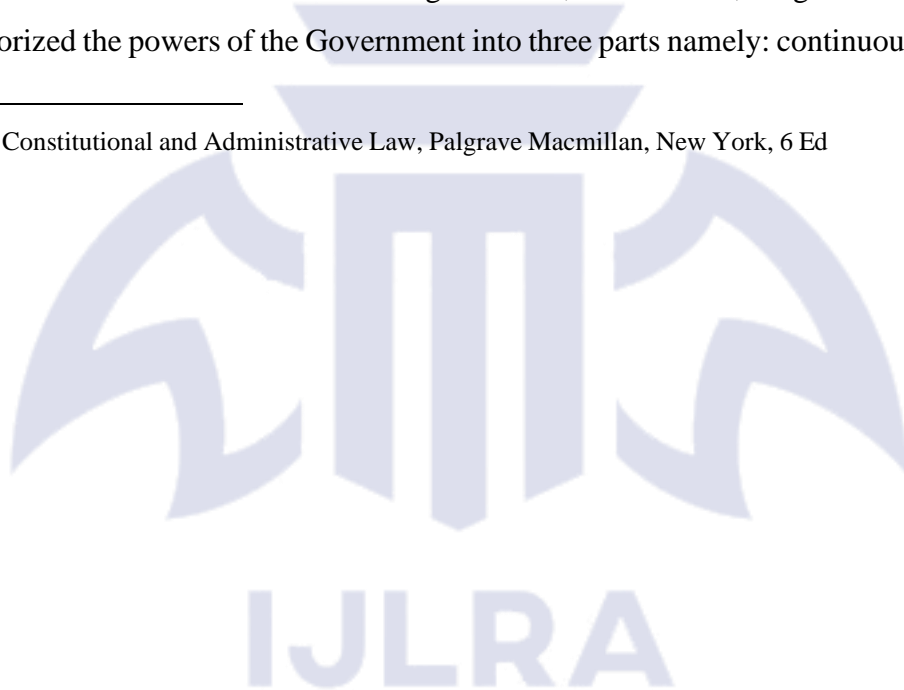 orized the powers of the Government into three parts namely: continuous
Constitutional and Administrative Law, Palgrave Macmillan, New York, 6 Ed
IJLRA